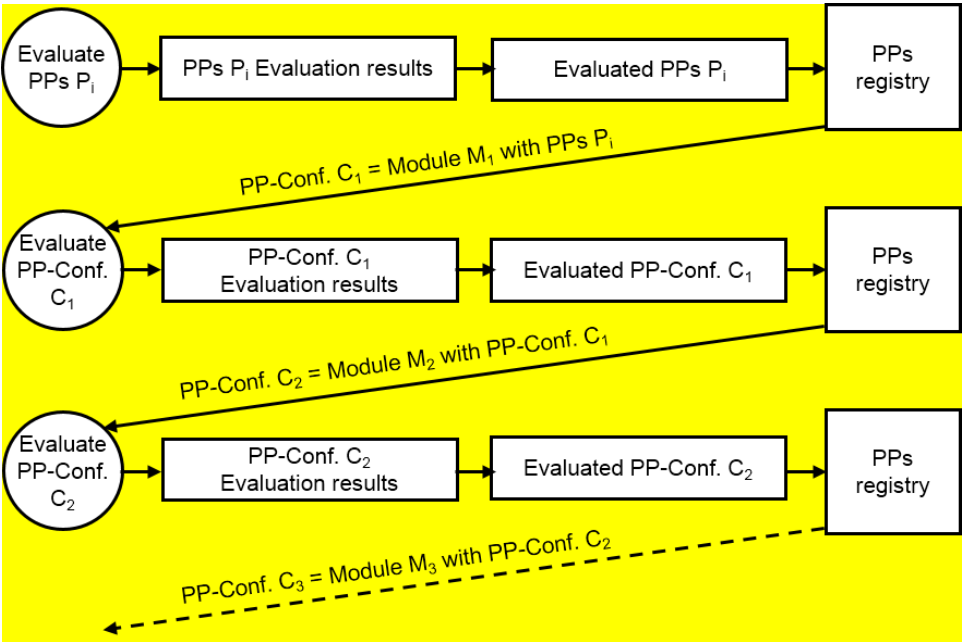 Evaluate
PPs Pi
PPs Pi Evaluation results
Evaluated PPs Pi
PPs
registry
PP-Conf. C1 = Module M1 with PPs Pi
Evaluate
PP-Conf.
C1
PP-Conf. C1
Evaluation results
Evaluated PP-Conf. C1
PPs
registry
PP-Conf. C2 = Module M2 with PP-Conf. C1
Evaluate
PP-Conf.
C2
PP-Conf. C2
Evaluation results
Evaluated PP-Conf. C2
PPs
registry
PP-Conf. C3 = Module M3 with PP-Conf. C2